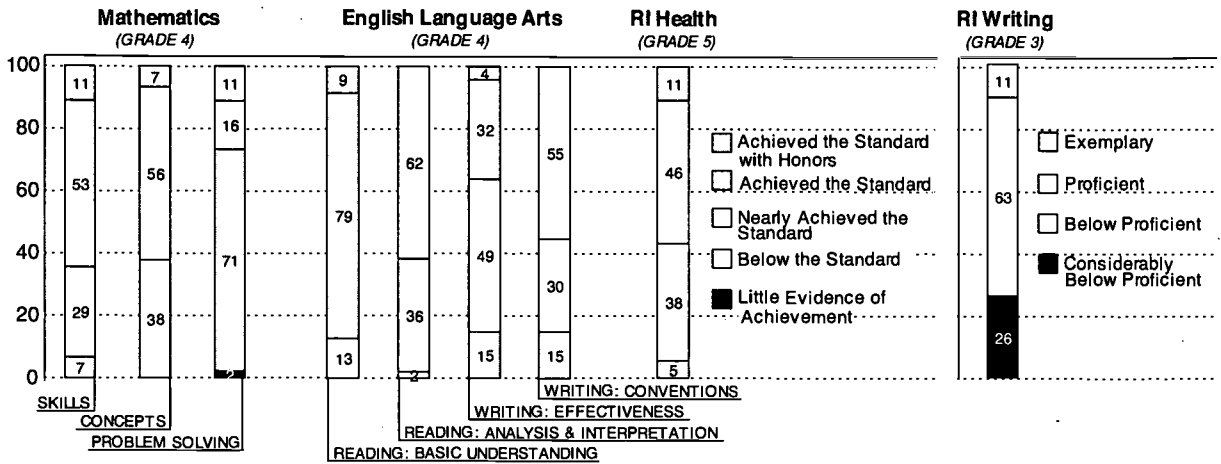 Mathematics
(GRADE 4)
English Language Arts
(GRADE 4)
RI Health
(GRADE 5)
RI Writing
(GRADE 3)
100
80
60
40
20
0
11
53
29
7
7
56
38
11
16
71
2
9
79
13
62
36
2
4
32
49
15
55
30
15
11
46
38
5
Achieved the Standard
with Honors
Achieved the Standard
Nearly Achieved the
Standard
Below the Standard
Little Evidence of
Achievement
11
63
26
Exemplary
Proficient
Below Proficient
Considerably
Below Proficient
SKILLS
CONCEPTS
PROBLEM SOLVING
WRITING: CONVENTIONS
WRITING: EFFECTIVENESS
READING: ANALYSIS & INTERPRETATION
READING: BASIC UNDERSTANDING